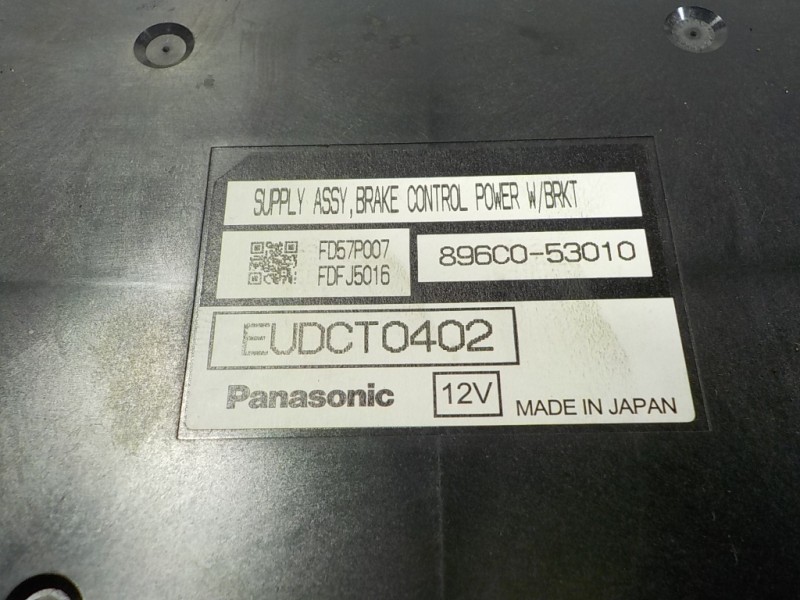 SUPPLY ASSY, BRAKE CONTROL POWER W/BRKT
FD57P007
FDFJ5016
896C0-53010
EUDCT0402
Panasonic
12V
MADE IN JAPAN